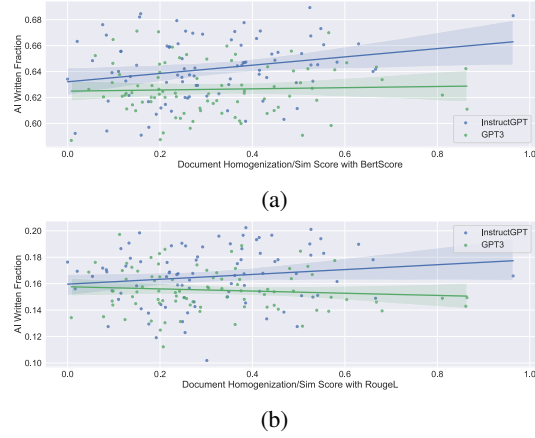 0.68
0.66
0.64
0.62
0.60
AI Written Fraction
InstructGPT
GPT3
0.0 0.2 0.4 0.6 0.8 1.0
Document Homogenization/Sim Score with BertScore
(a)
0.20
0.18
0.16
0.14
0.12
0.10
AI Written Fraction
InstructGPT
GPT3
0.0 0.2 0.4 0.6 0.8 1.0
Document Homogenization/Sim Score with RougeL
(b)